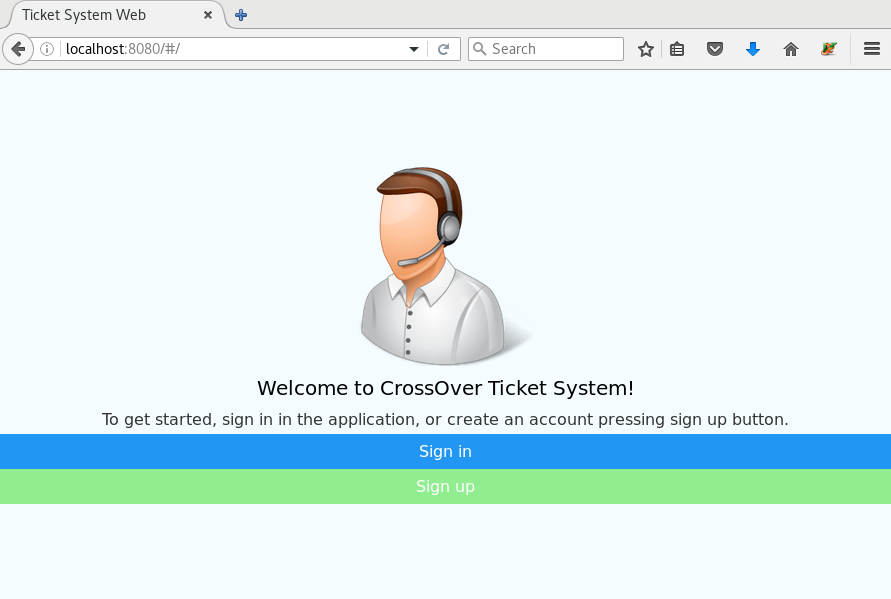 Ticket System Web
localhost:8080/#/
Search
Welcome to CrossOver Ticket System!
To get started, sign in in the application, or create an account pressing sign up button.
Sign in
Sign up